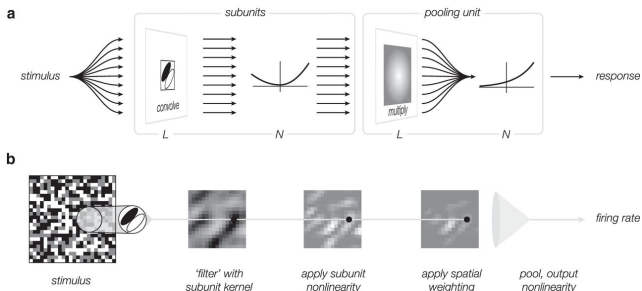 a
subunits
pooling unit
stimulus
convolve
multiply
response
L
N
L
N
b
firing rate
stimulus
'filter' with
subunit kernel
apply subunit
nonlinearity
apply spatial
weighting
pool, output
nonlinearity